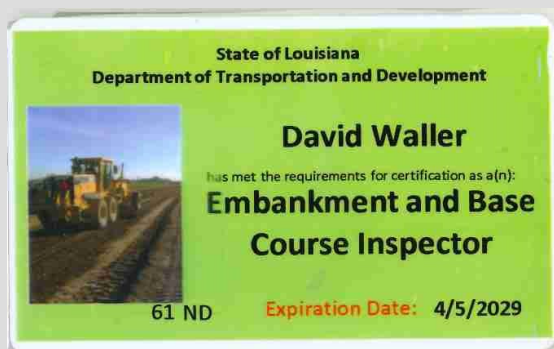 State of Louisiana
Department of Transportation and Development
David Waller
has met the requirements for certification as a(n):
Embankment and Base
Course Inspector
61 ND
Expiration Date: 4/5/2029